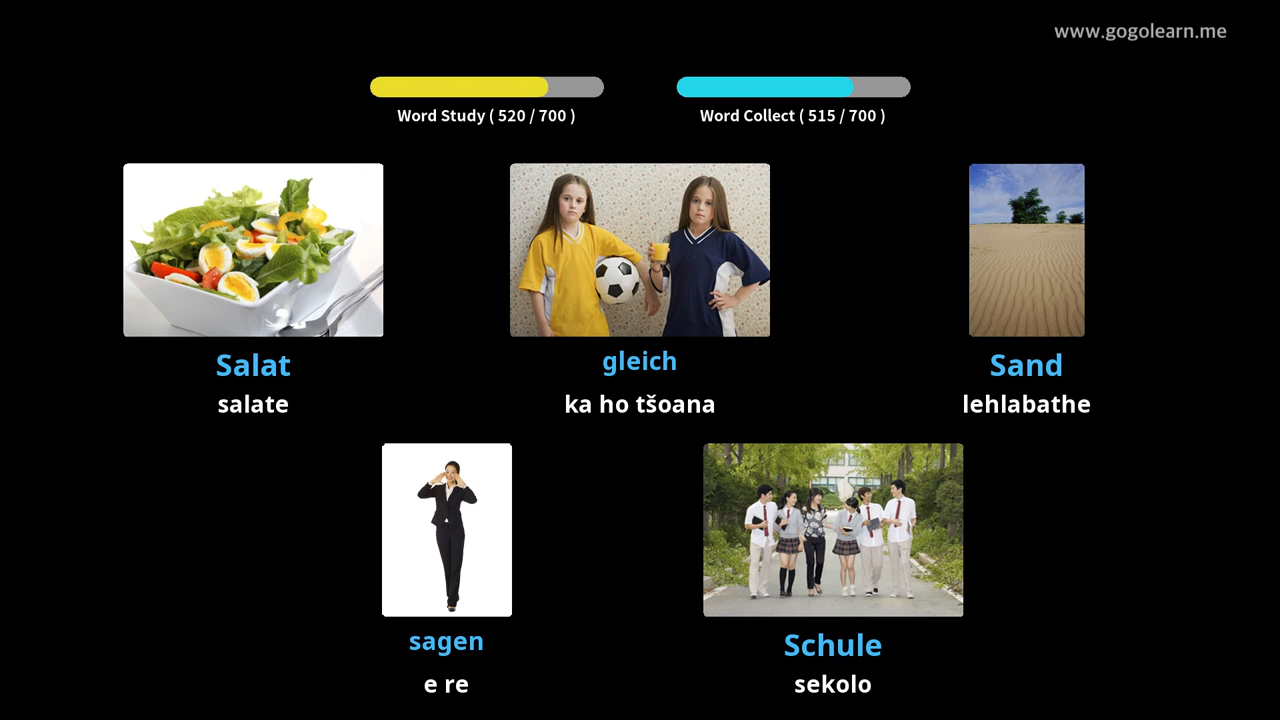 www.gogolearn.me
Word Study ( 520 / 700 )
Word Collect ( 515 / 700 )
Salat
salate
gleich
ka ho tšoana
Sand
lehlabathe
sagen
e re
Schule
sekolo